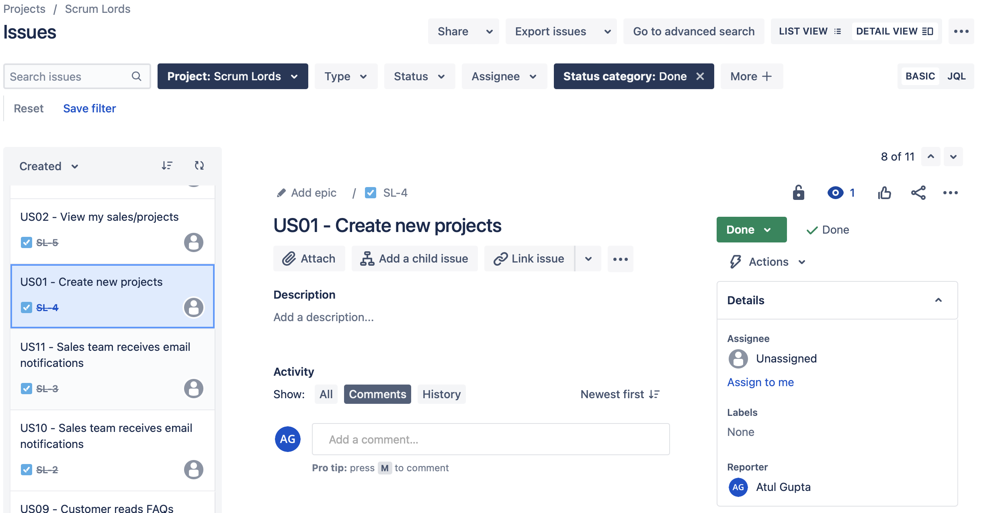 Projects / Scrum Lords
Issues
Share
Export issues
Go to advanced search
LIST VIEW
DETAIL VIEW
Search issues
Project: Scrum Lords
Type
Status
Assignee
Status category: Done
More
BASIC
JQL
Reset
Save filter
Created
US02 - View my sales/projects
SL-5
US01 - Create new projects
SL-4
US11 - Sales team receives email
notifications
SL-3
US10 - Sales team receives email
notifications
SL-2
US09 - Customer reads FAQs
8 of 11
Add epic / SL-4
1
US01 - Create new projects
Attach
Add a child issue
Link issue
Description
Add a description...
Activity
Show: All Comments History
Newest first
AG
Add a comment...
Pro tip: press M to comment
Done
Done
Actions
Details
Assignee
Unassigned
Assign to me
Labels
None
Reporter
AG Atul Gupta